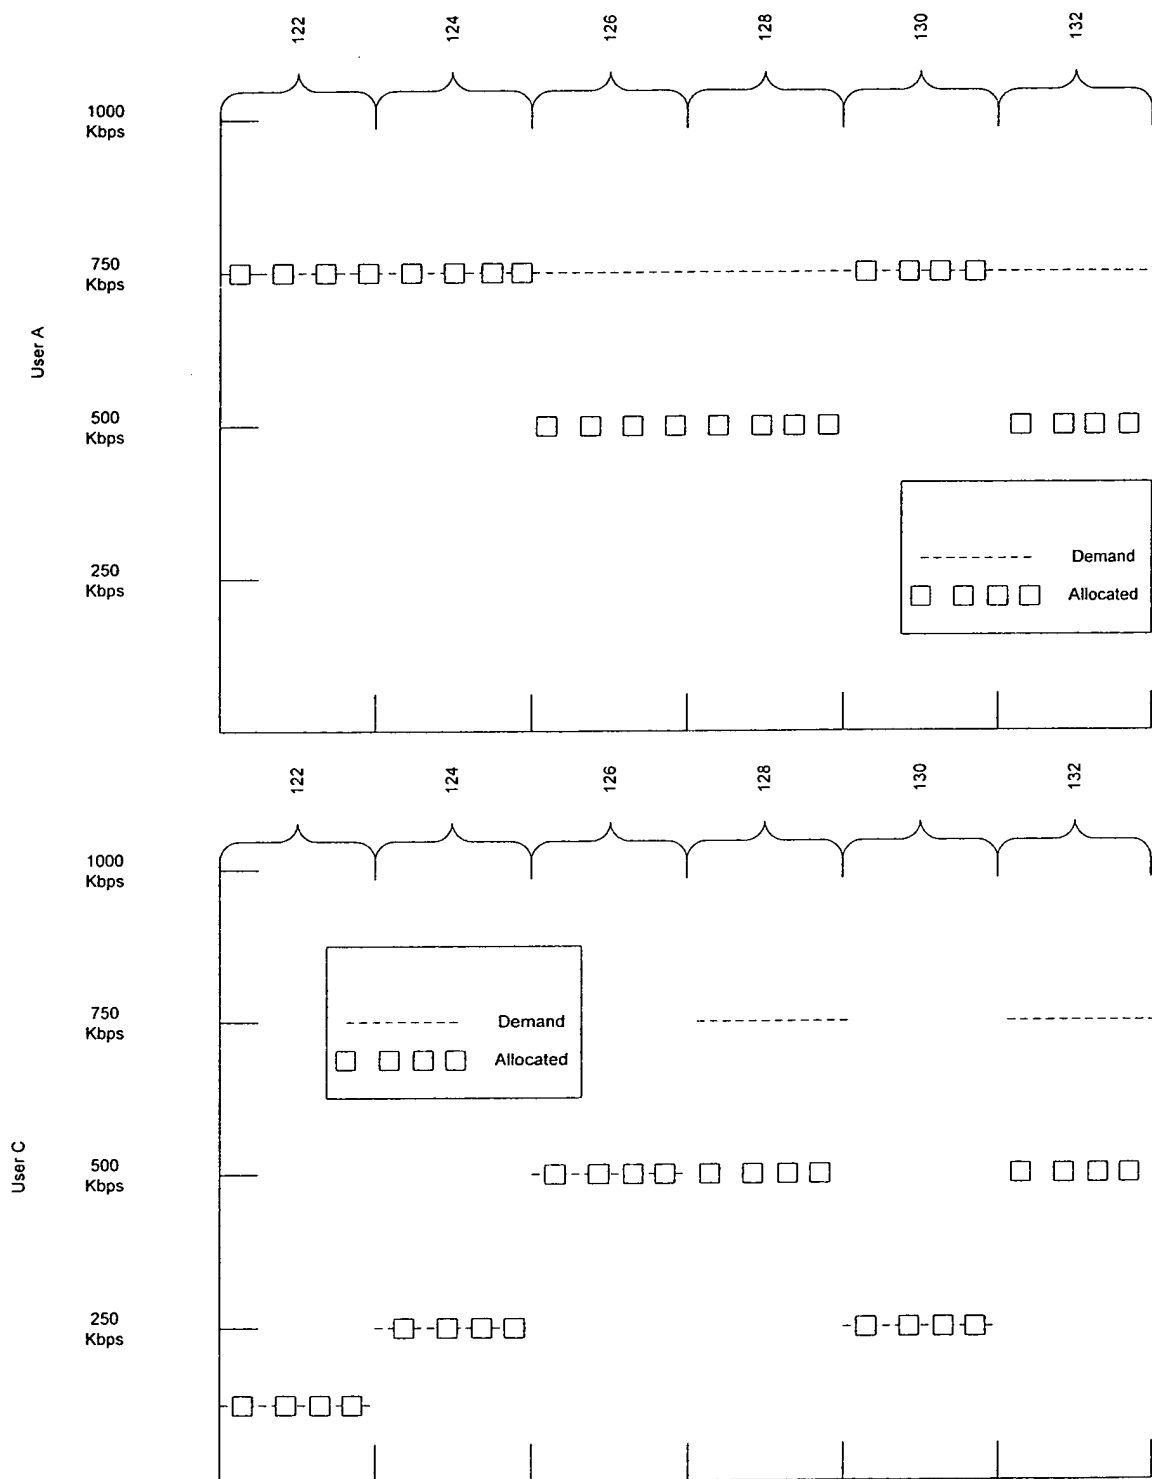 122 124 126 128 130 132
1000
Kbps
750
Kbps
User A
500
Kbps
250
Kbps
Demand
Allocated
122 124 126 128 130 132
1000
Kbps
750
Kbps
Demand
Allocated
User C
500
Kbps
250
Kbps